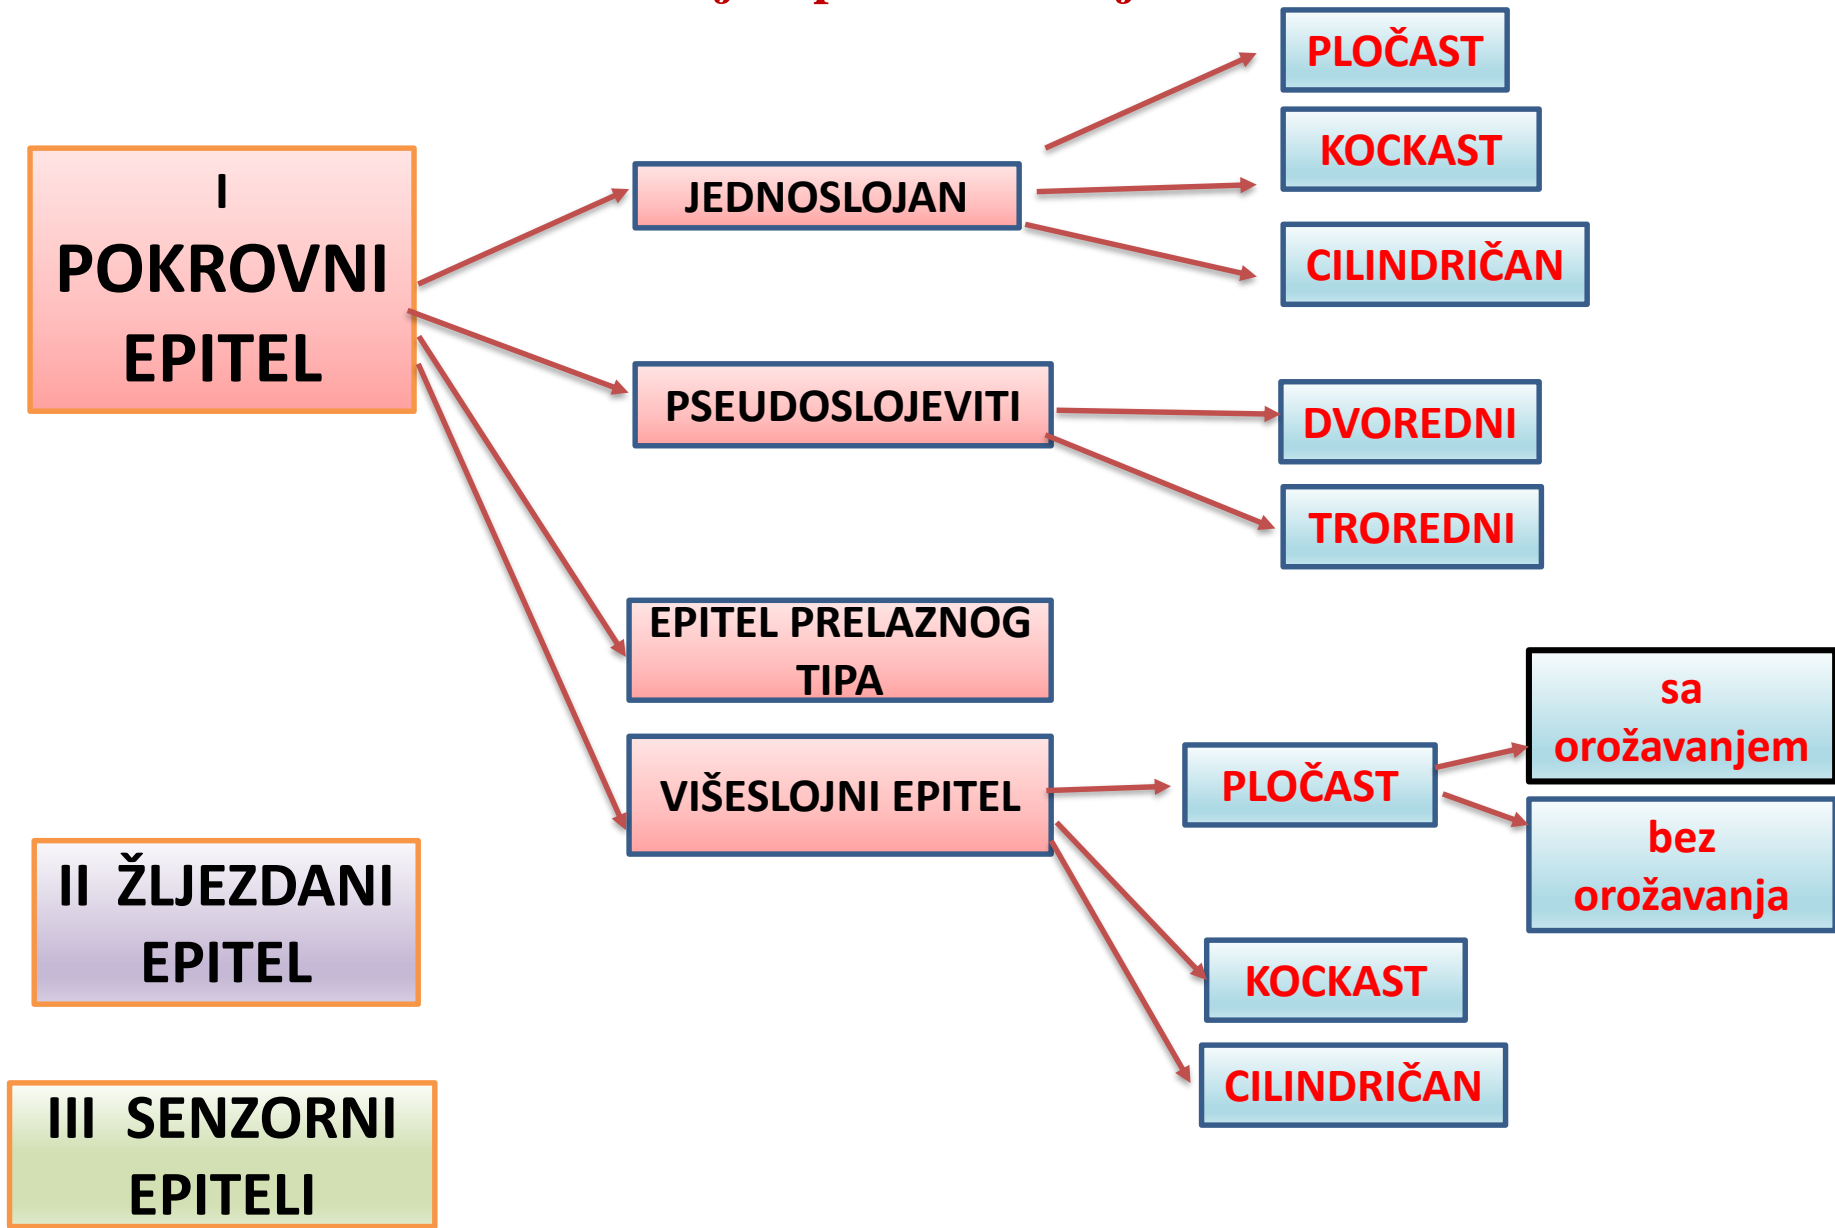 PLOČAST
KOCKAST
CILINDRIČAN
I
POKROVNI
EPITEL
JEDNOSLOJAN
PSEUDOSLOJEVITI
DVOREDNI
TROREDNI
EPITEL PRELAZNOG
TIPA
VIŠESLOJNI EPITEL
PLOČAST
sa
orožavanjem
bez
orožavanja
KOCKAST
CILINDRIČAN
II ŽLJEZDANI
EPITEL
III SENZORNI
EPITELI